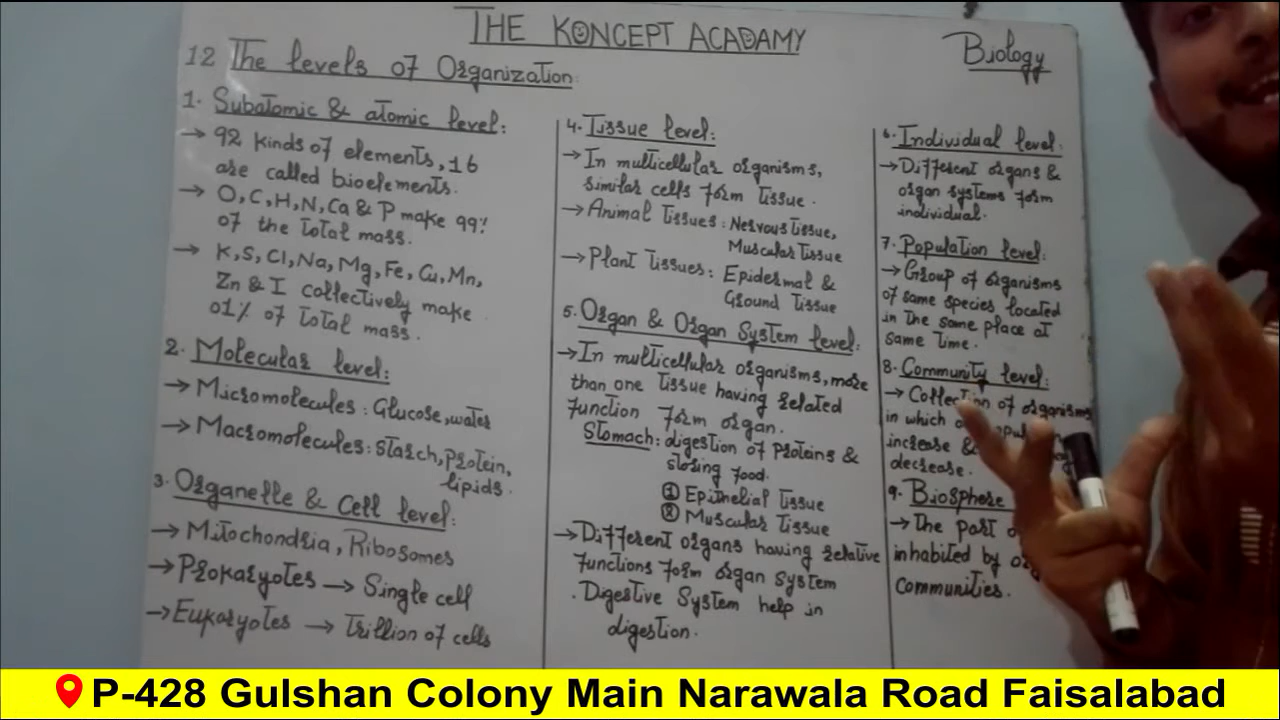 THE KONCEPT ACADAMY
Biology
12 The levels of Organization:
1. Subatomic & atomic level:
→ 92 kinds of elements, 16
are called bioelements.
→ O, C, H, N, Ca & P make 99%
of the total mass.
→ K, S, Cl, Na, Mg, Fe, Cu, Mn,
Zn & I collectively make
01% of total mass.
2. Molecular level:
→ Micromolecules: Glucose, water
→ Macromolecules: Starch, Protein,
lipids.
3. Organelle & Cell level:
→ Mitochondria, Ribosomes
→ Prokaryotes → Single cell
→ Eukaryotes → Trillion of cells
4. Tissue level:
→ In multicellular organisms,
similar cells form tissue.
→ Animal Tissues: Nervous Tissue,
Muscular Tissue
→ Plant Tissues: Epidermal &
Ground Tissue
5. Organ & Organ System level:
→ In multicellular organisms, more
than one tissue having related
function form organ.
Stomach: digestion of Proteins &
storing food.
① Epithelial Tissue
② Muscular Tissue
→ Different organs having relative
functions form organ system
. Digestive System help in
digestion.
6. Individual level:
→ Different organs &
organ systems form
individual.
7. Population level:
→ Group of organisms
of same species located
in the same place at
same time.
8. Community level:
→ Collection of organisms
in which
increase &
decrease.
9. Biosphere
→ The part
inhabited by
communities.
P-428 Gulshan Colony Main Narawala Road Faisalabad